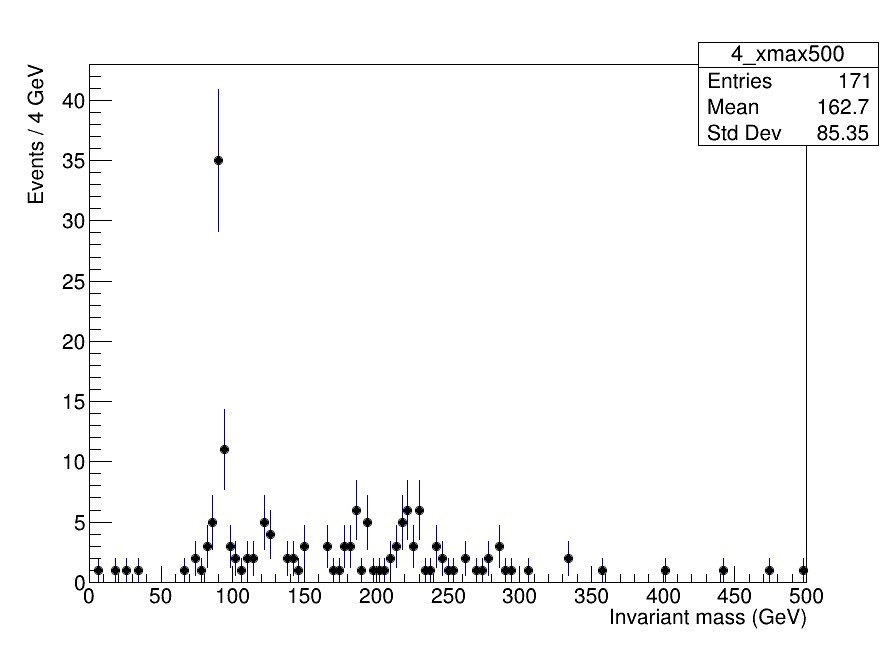 4_xmax500
Entries 171
Mean 162.7
Std Dev 85.35
Events / 4 GeV
40
35
30
25
20
15
10
5
0
0 50 100 150 200 250 300 350 400 450 500
Invariant mass (GeV)